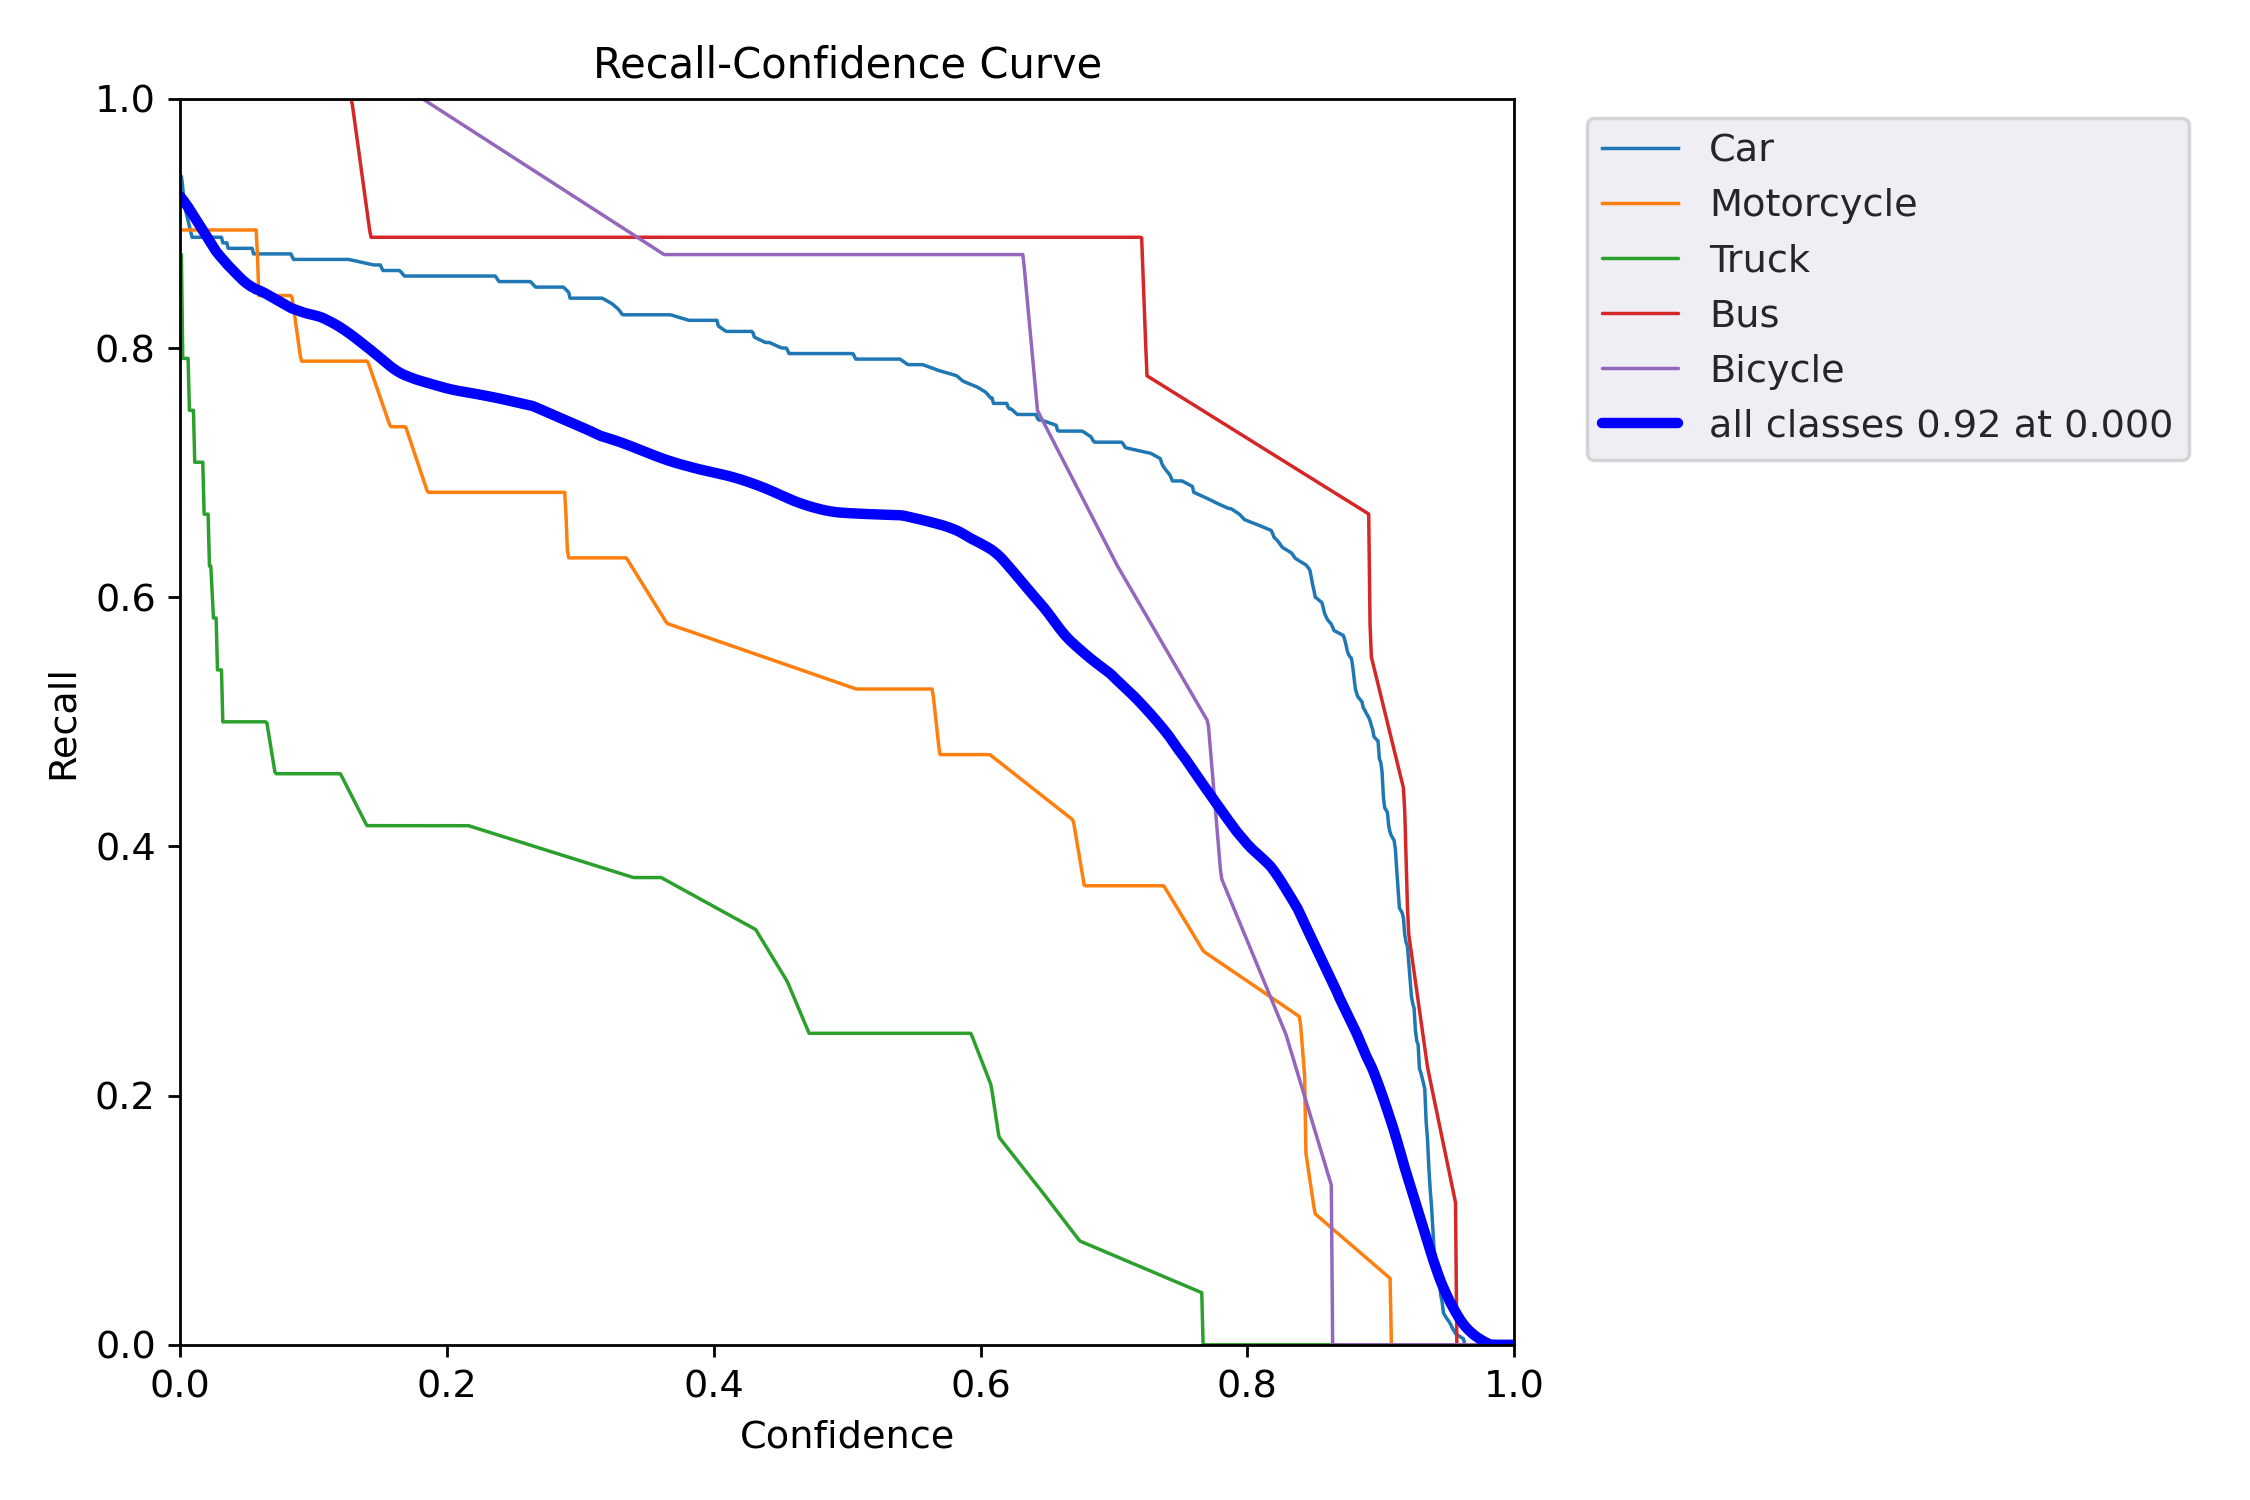 Recall-Confidence Curve
1.0
0.8
0.6
0.4
0.2
0.0
Recall
0.0 0.2 0.4 0.6 0.8 1.0
Confidence
Car
Motorcycle
Truck
Bus
Bicycle
all classes 0.92 at 0.000